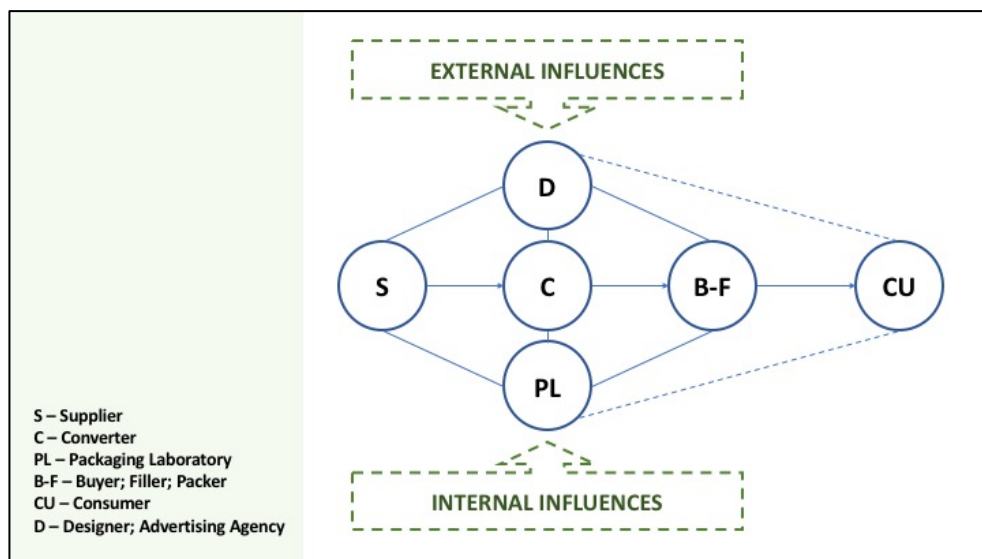 EXTERNAL INFLUENCES
D
S
C
B-F
CU
PL
INTERNAL INFLUENCES
S – Supplier
C – Converter
PL – Packaging Laboratory
B-F – Buyer; Filler; Packer
CU – Consumer
D – Designer; Advertising Agency